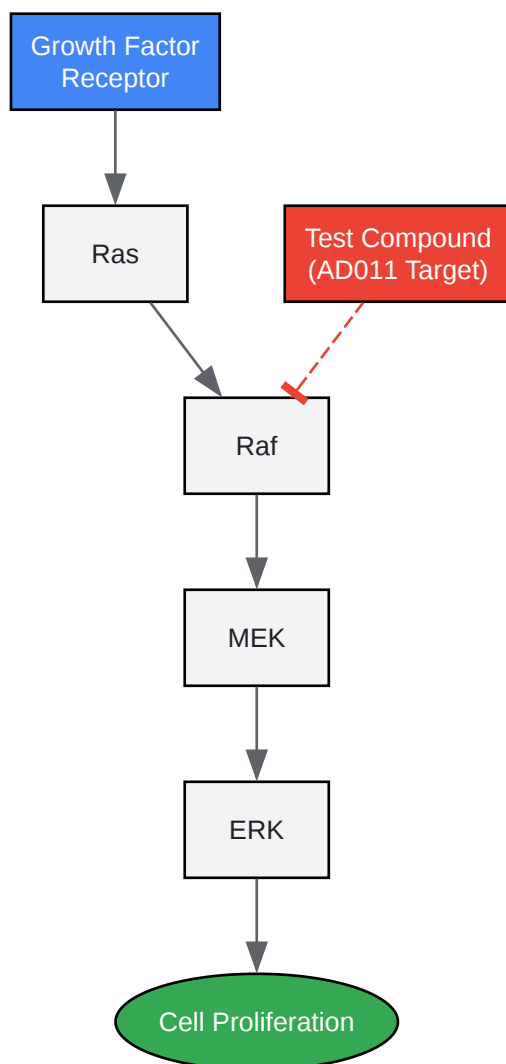 Growth Factor
Receptor
Ras
Test Compound
(AD011 Target)
Raf
MEK
ERK
Cell Proliferation